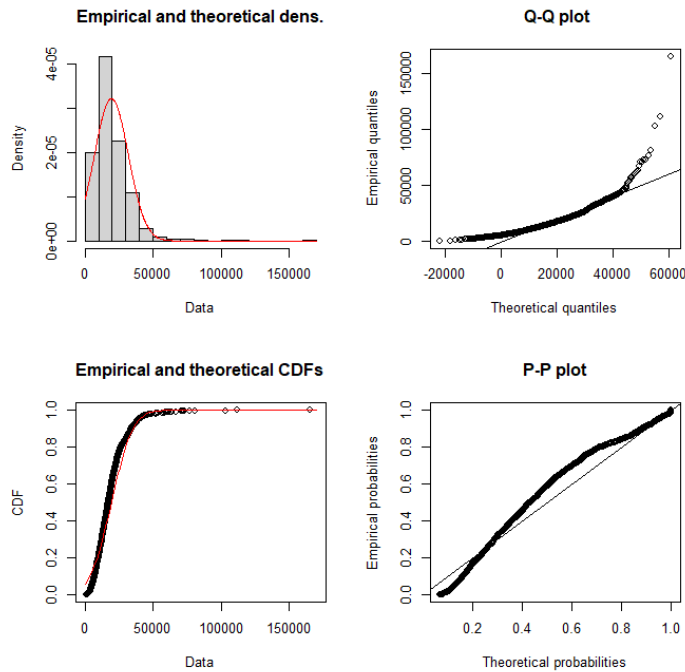 Empirical and theoretical dens.
Density
0e+00 2e-05 4e-05
0 50000 100000 150000
Data
Q-Q plot
Empirical quantiles
0 50000 100000 150000
-20000 0 20000 40000 60000
Theoretical quantiles
Empirical and theoretical CDFs
CDF
0.0 0.2 0.4 0.6 0.8 1.0
0 50000 100000 150000
Data
P-P plot
Empirical probabilities
0.0 0.2 0.4 0.6 0.8 1.0
0.2 0.4 0.6 0.8 1.0
Theoretical probabilities